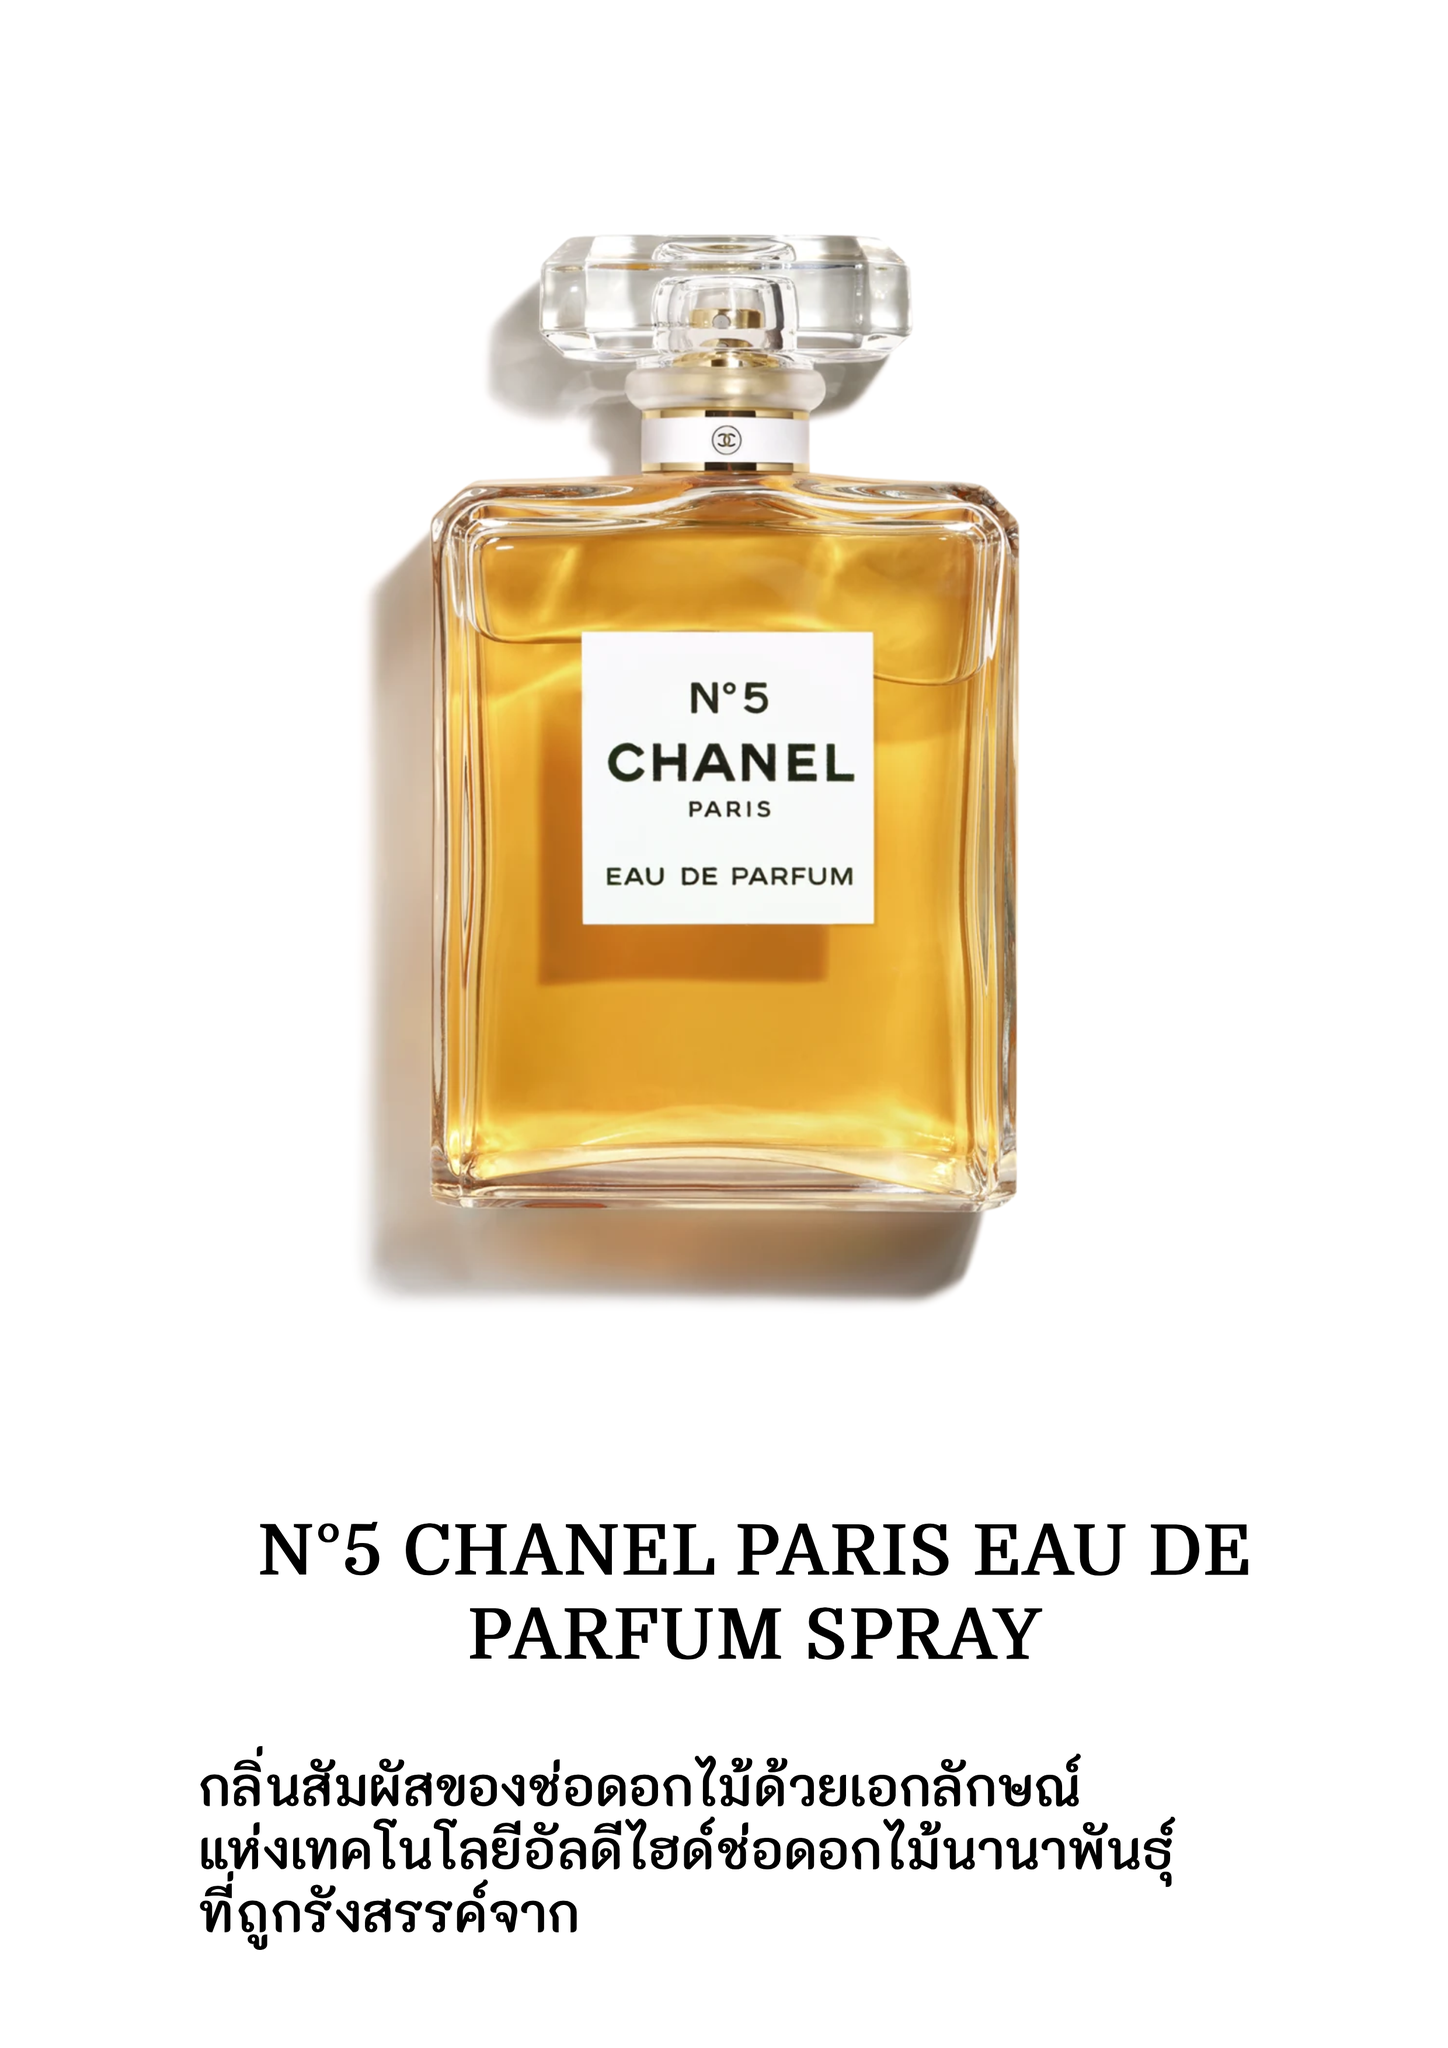 N°5
CHANEL
PARIS
EAU DE PARFUM
N°5 CHANEL PARIS EAU DE
PARFUM SPRAY
กลิ่นสัมผัสของช่อดอกไม้ด้วยเอกลักษณ์
แห่งเทคโนโลยีอัลดีไฮด์ช่อดอกไม้นานาพันธุ์
ที่ถูกรังสรรค์จาก